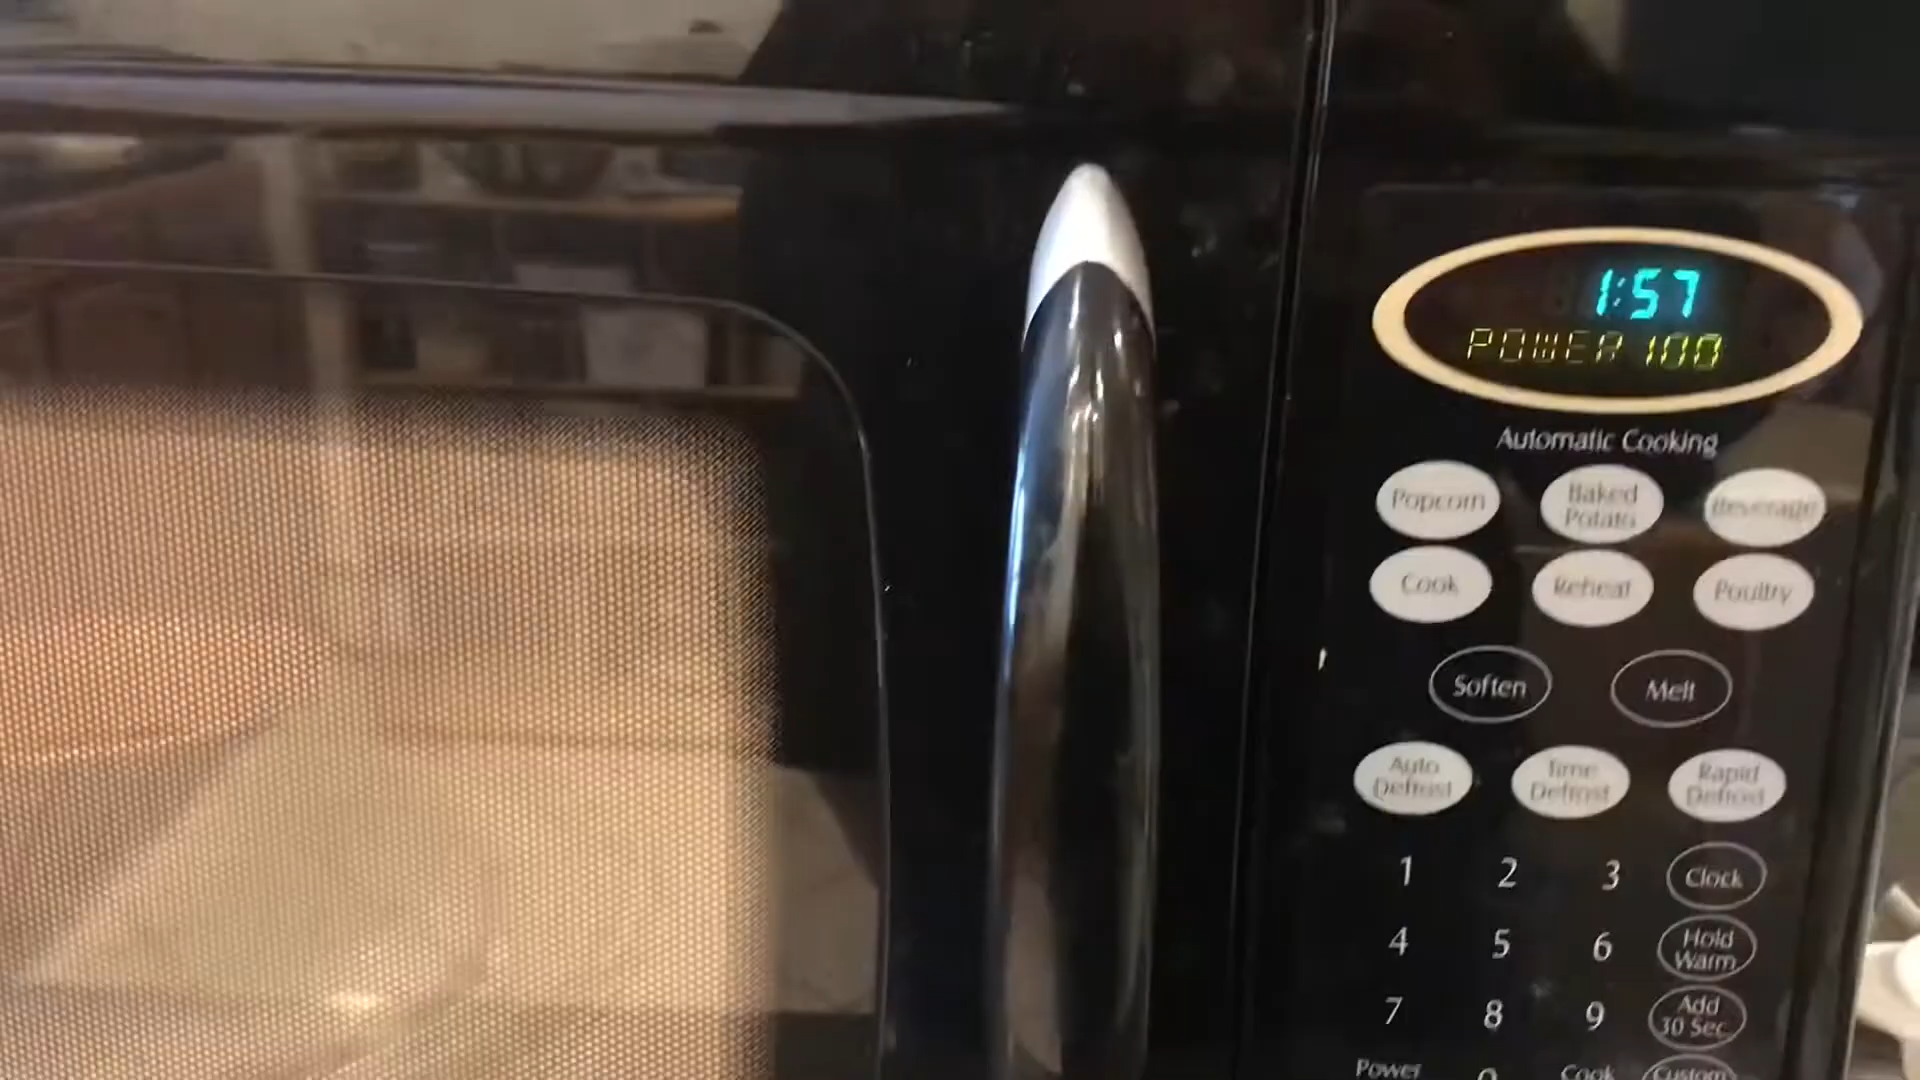 1:57
POWER 100
Automatic Cooking
Popcorn Baked Potato Beverage
Cook Reheat Poultry
Soften Melt
Auto Defrost Time Defrost Rapid Defrost
1 2 3 Clock
4 5 6 Hold Warm
7 8 9 Add 30 Sec
Power 0 Cook Custom